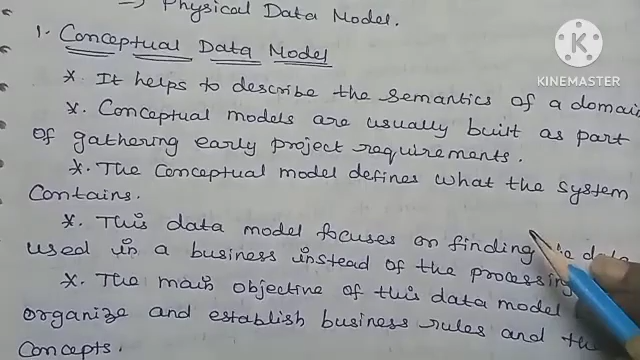 → Physical Data Model.
1. Conceptual Data Model
*. It helps to describe the semantics of a domain
*. Conceptual models are usually built as part
of gathering early project requirements.
*. The conceptual model defines what the system
contains.
*. This data model focuses on finding data
used in a business instead of the processing
*. The main objective of this data model
organize and establish business rules and
concepts.
KINEMASTER